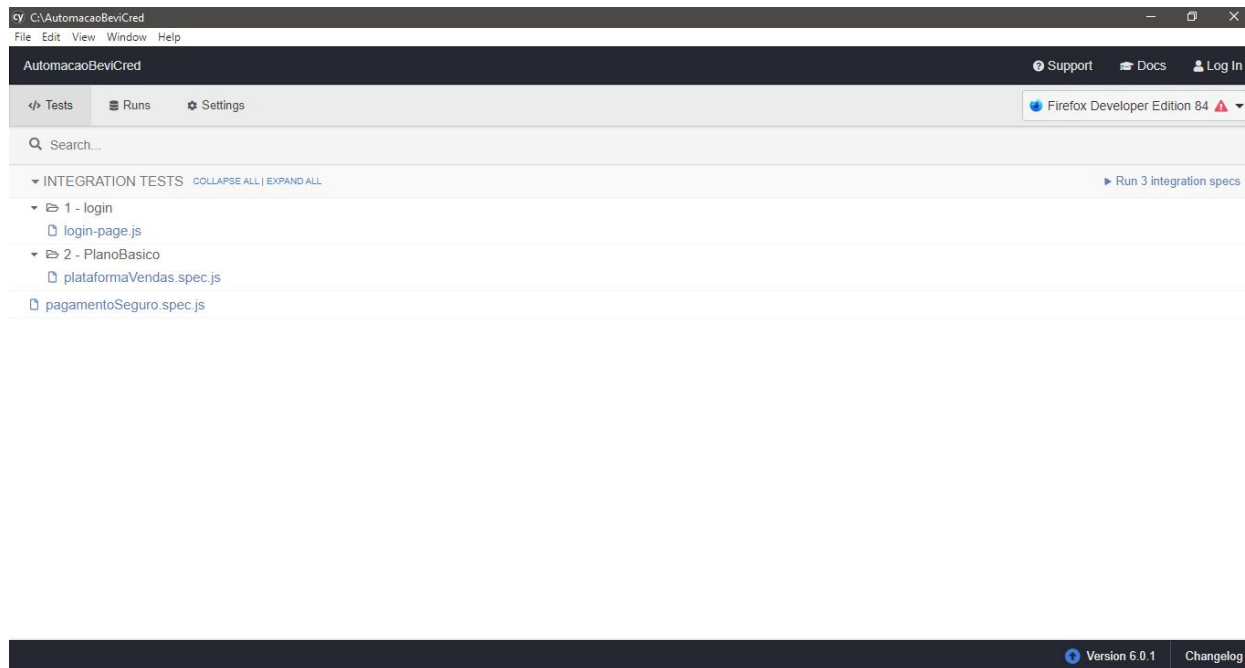 cy C:\AutomacaoBeviCred
File Edit View Window Help
AutomacaoBeviCred Support Docs Log In
</> Tests Runs Settings Firefox Developer Edition 84
Search...
INTEGRATION TESTS COLLAPSE ALL | EXPAND ALL Run 3 integration specs
1 - login
login-page.js
2 - PlanoBasico
plataformaVendas.spec.js
pagamentoSeguro.spec.js
Version 6.0.1 Changelog